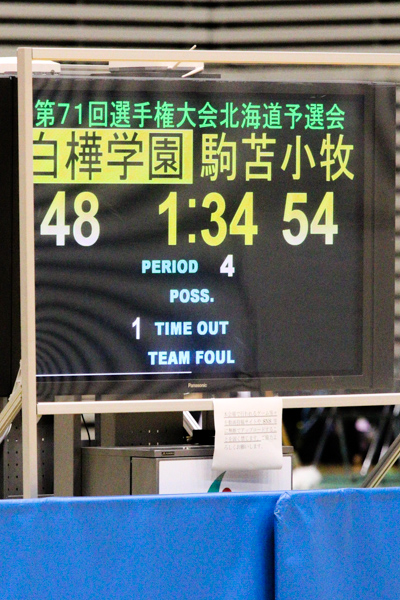 第71回選手権大会北海道予選会
白樺学園 駒苫小牧
48 1:34 54
PERIOD 4
POSS.
1 TIME OUT
TEAM FOUL
Panasonic